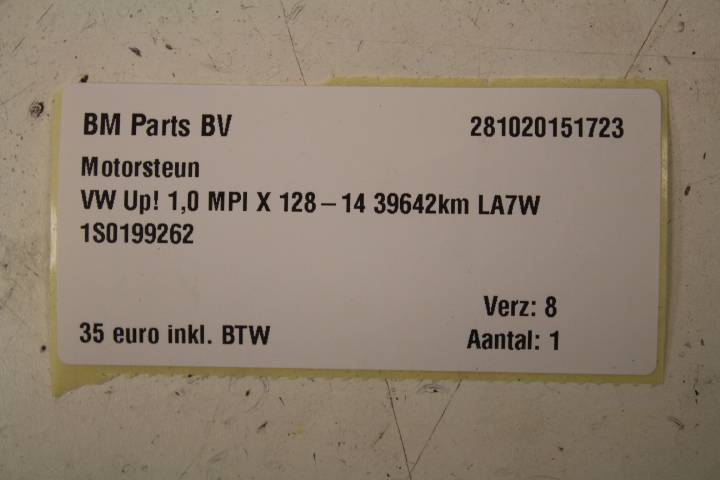 BM Parts BV 281020151723
Motorsteun
VW Up! 1,0 MPI X 128–14 39642km LA7W
1S0199262
Verz: 8
35 euro inkl. BTW Aantal: 1